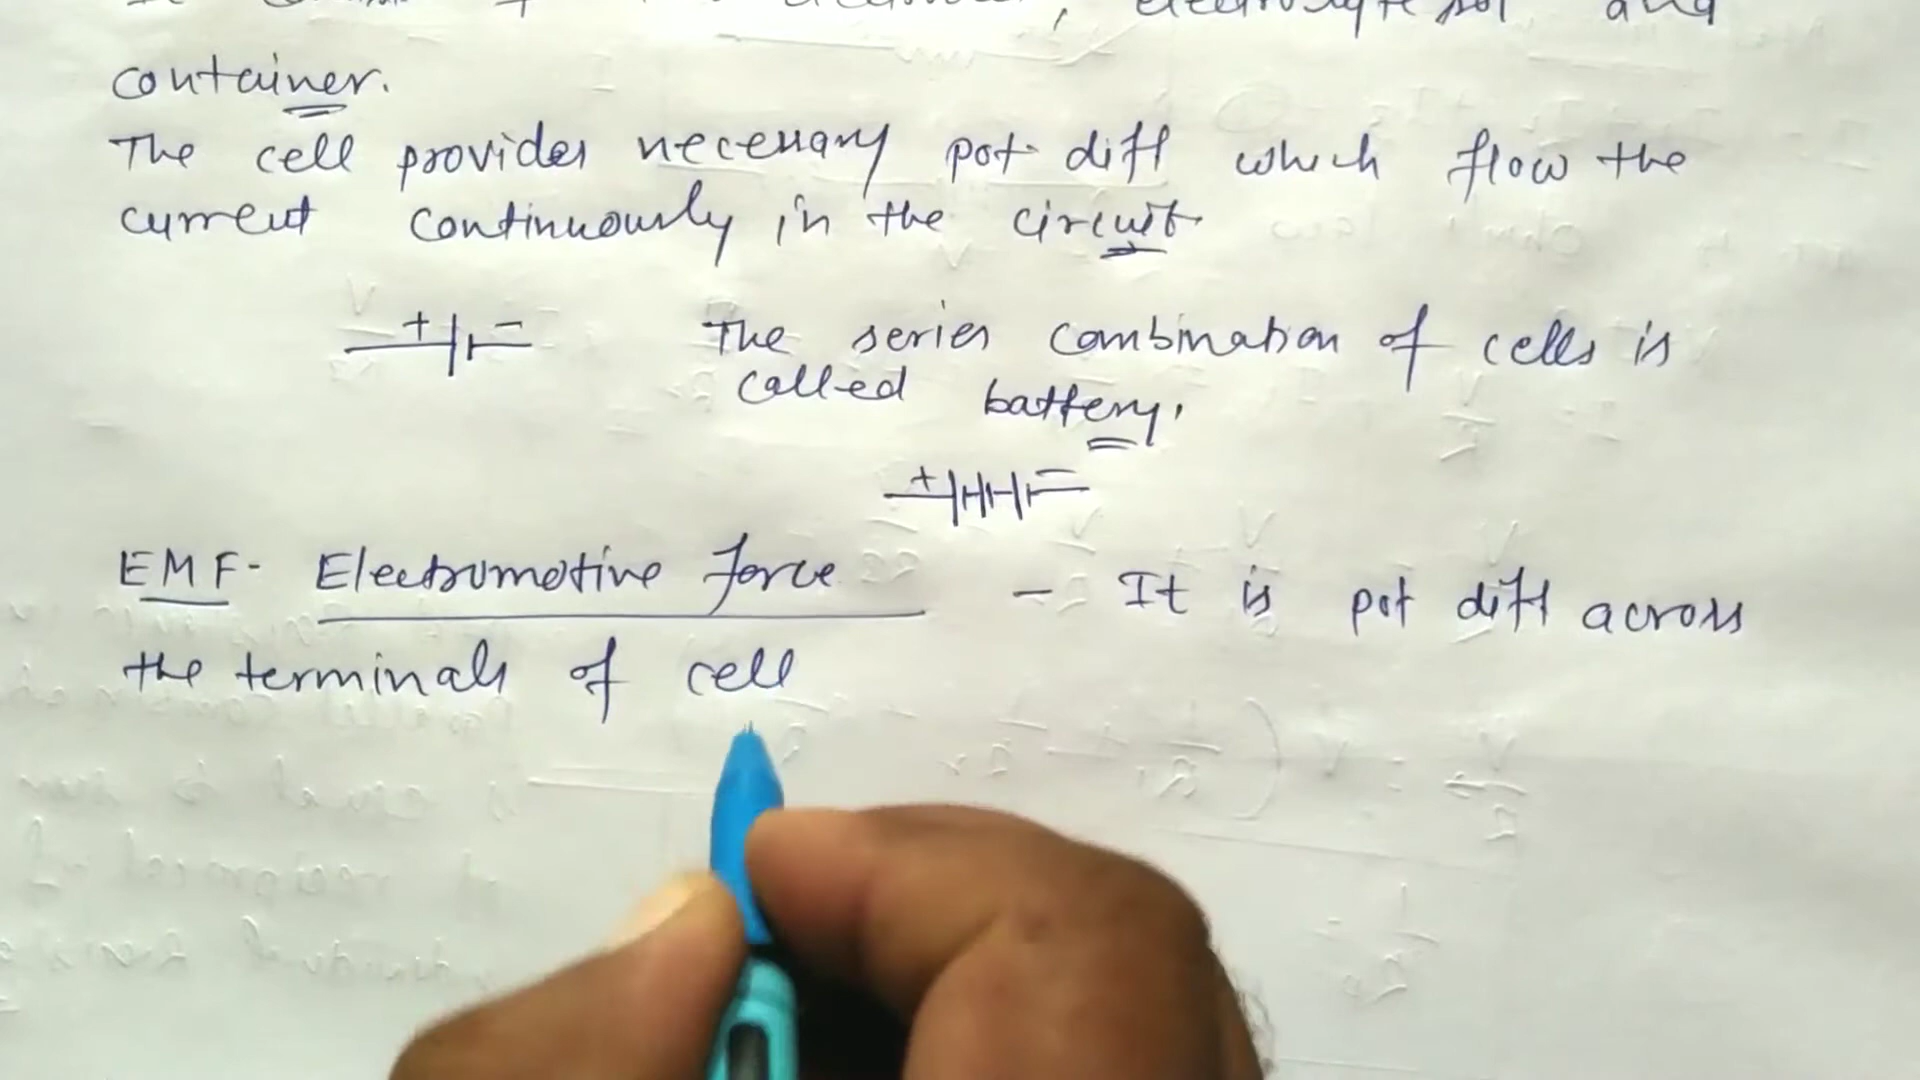 and
container.
The cell provides necessary pot. diff which flow the
current continuously in the circuit
+ -
The series combination of cells is
called battery.
+ -
EMF - Electromotive force - It is pot diff across
the terminals of cell